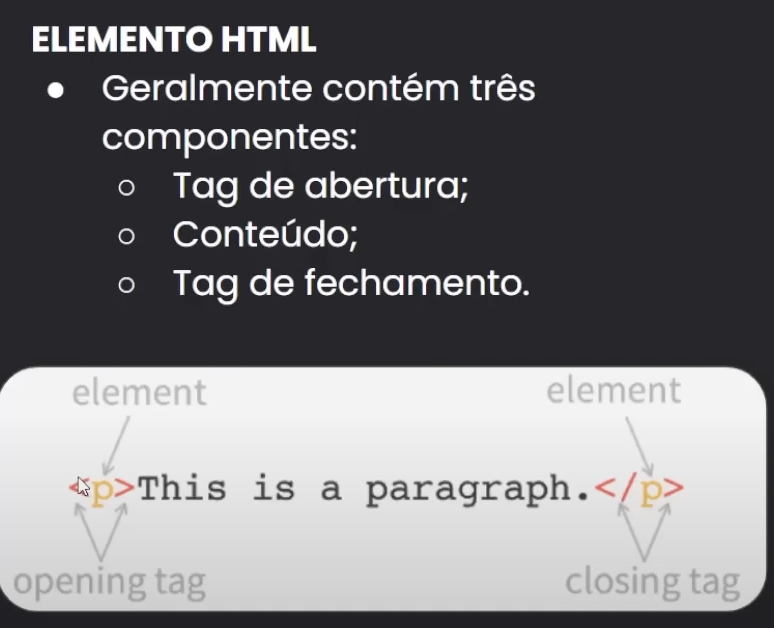 ELEMENTO HTML
● Geralmente contém três
componentes:
○ Tag de abertura;
○ Conteúdo;
○ Tag de fechamento.
element element
<p>This is a paragraph.</p>
opening tag closing tag